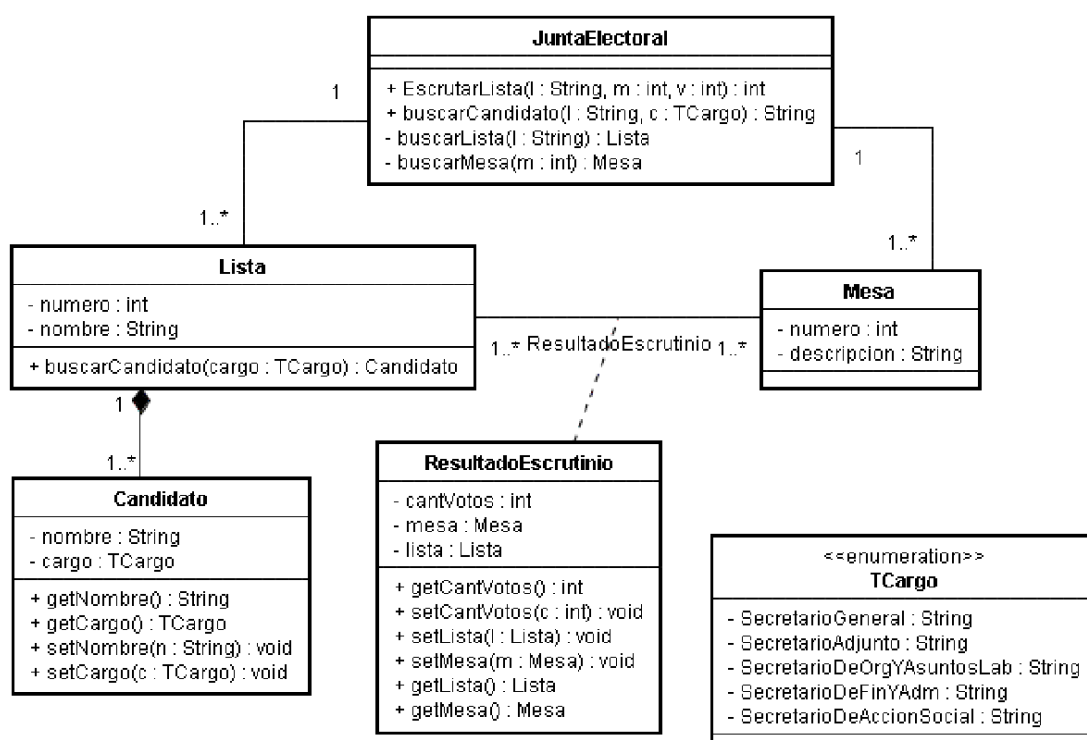 JuntaElectoral
+ EscrutarLista(l : String, m : int, v : int) : int
+ buscarCandidato(l : String, c : TCargo) : String
- buscarLista(l : String) : Lista
- buscarMesa(m : int) : Mesa
1
1
1..*
1..*
Lista
- numero : int
- nombre : String
+ buscarCandidato(cargo : TCargo) : Candidato
Mesa
- numero : int
- descripcion : String
1..* ResultadoEscrutinio 1..*
1
1..*
Candidato
- nombre : String
- cargo : TCargo
+ getNombre() : String
+ getCargo() : TCargo
+ setNombre(n : String) : void
+ setCargo(c : TCargo) : void
ResultadoEscrutinio
- cantVotos : int
- mesa : Mesa
- lista : Lista
+ getCantVotos() : int
+ setCantVotos(c : int) : void
+ setLista(l : Lista) : void
+ setMesa(m : Mesa) : void
+ getLista() : Lista
+ getMesa() : Mesa
<<enumeration>>
TCargo
- SecretarioGeneral : String
- SecretarioAdjunto : String
- SecretarioDeOrgYAsuntosLab : String
- SecretarioDeFinYAdm : String
- SecretarioDeAccionSocial : String